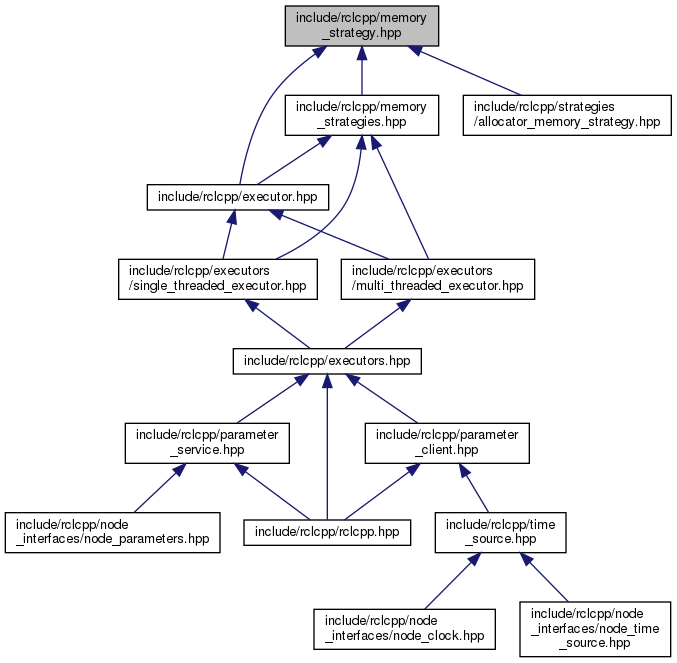 include/rclcpp/memory
_strategy.hpp
include/rclcpp/memory
_strategies.hpp
include/rclcpp/strategies
/allocator_memory_strategy.hpp
include/rclcpp/executor.hpp
include/rclcpp/executors
/single_threaded_executor.hpp
include/rclcpp/executors
/multi_threaded_executor.hpp
include/rclcpp/executors.hpp
include/rclcpp/parameter
_service.hpp
include/rclcpp/parameter
_client.hpp
include/rclcpp/node
_interfaces/node_parameters.hpp
include/rclcpp/rclcpp.hpp
include/rclcpp/time
_source.hpp
include/rclcpp/node
_interfaces/node_clock.hpp
include/rclcpp/node
_interfaces/node_time
_source.hpp